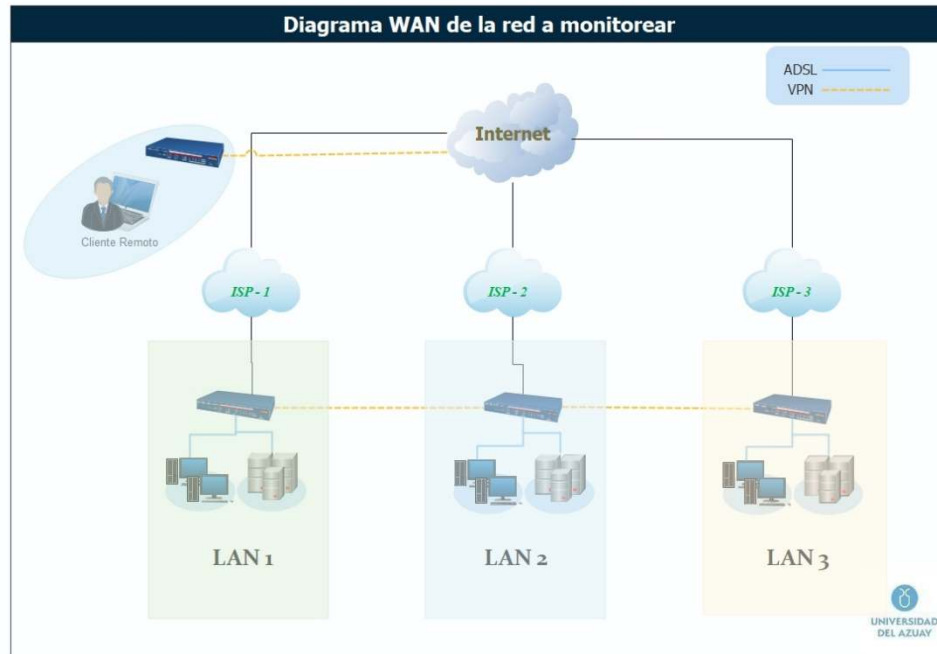 Diagrama WAN de la red a monitorear
ADSL
VPN
Internet
Cliente Remoto
ISP - 1
ISP - 2
ISP - 3
LAN 1
LAN 2
LAN 3
UNIVERSIDAD
DEL AZUAY